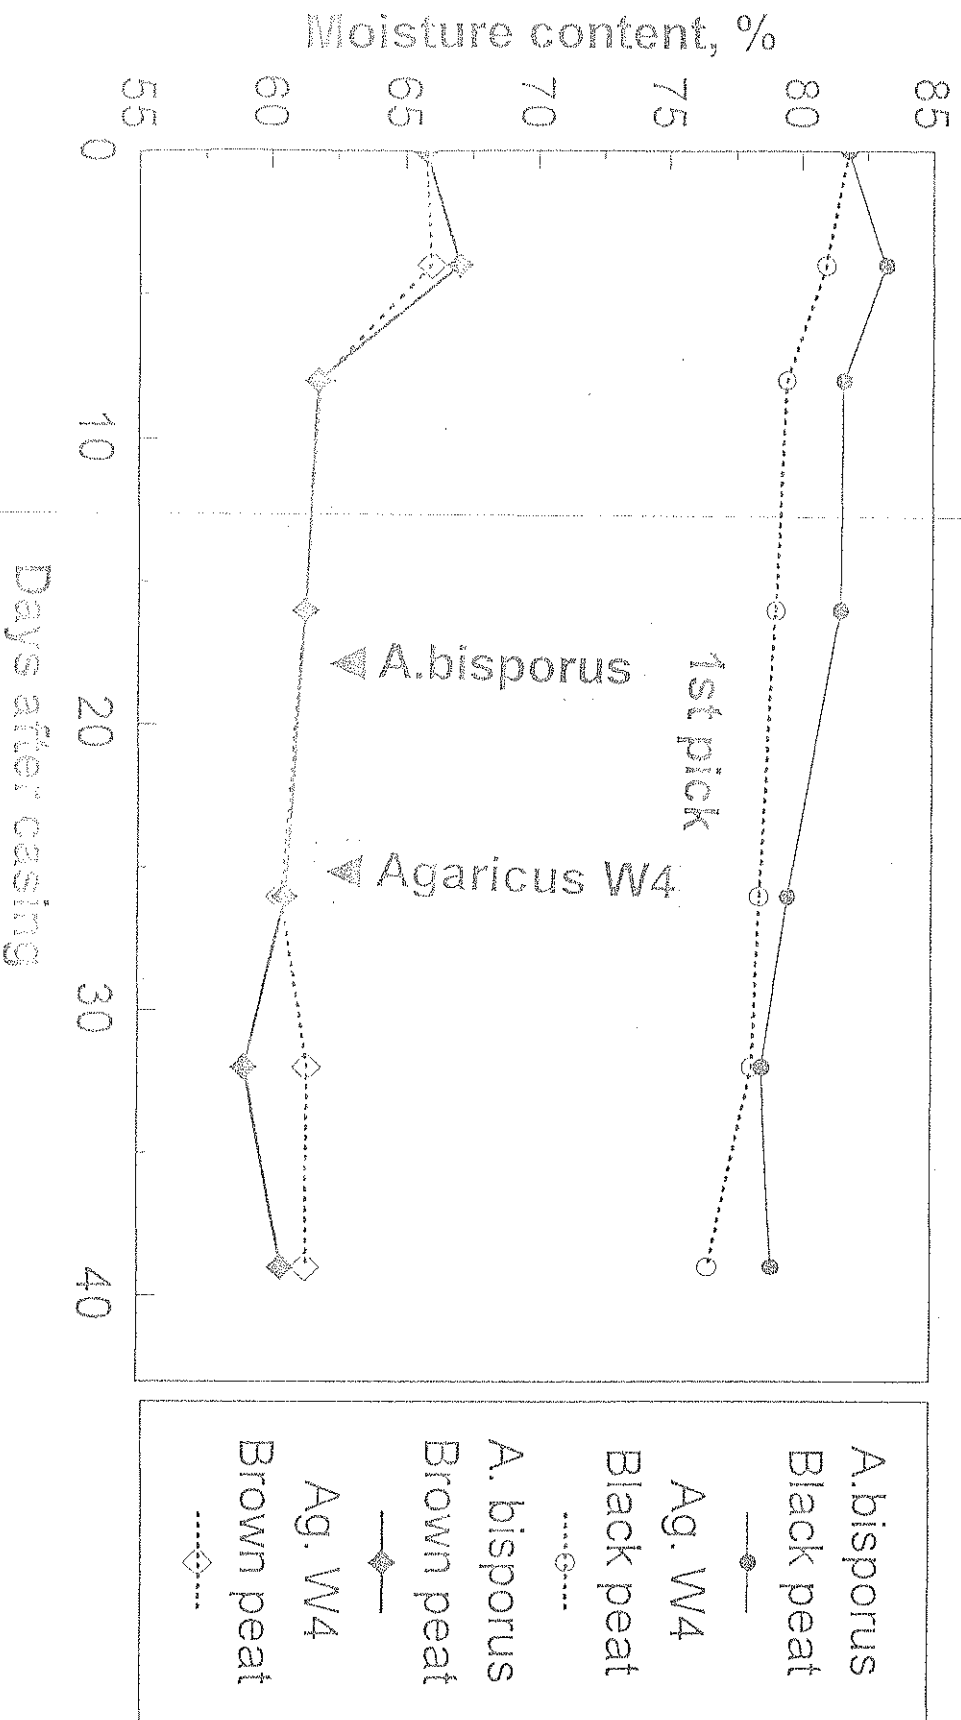 Moisture content, %
85
80
75
70
65
60
55
0
10
20
30
40
Days after casing
1st pick
A.bisporus
Agaricus W4
A.bisporus
Black peat
Ag. W4
Black peat
A. bisporus
Brown peat
Ag. W4
Brown peat